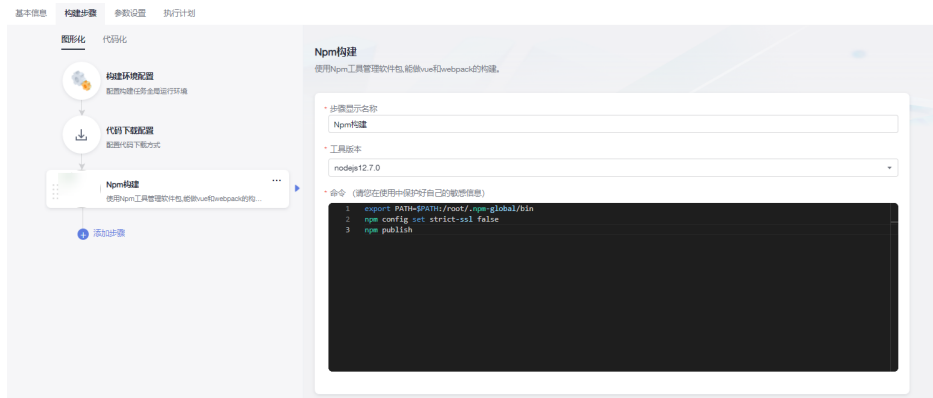 基本信息 构建步骤 参数设置 执行计划
图形化 代码化
构建环境配置
配置构建任务全局运行环境
代码下载配置
配置代码下载方式
Npm构建
使用Npm工具管理软件包,能做vue和webpack的构...
添加步骤
Npm构建
使用Npm工具管理软件包,能做vue和webpack的构建。
* 步骤显示名称
Npm构建
* 工具版本
nodejs12.7.0
* 命令 （请您在使用中保护好自己的敏感信息）
1 export PATH=$PATH:/root/.npm-global/bin
2 npm config set strict-ssl false
3 npm publish